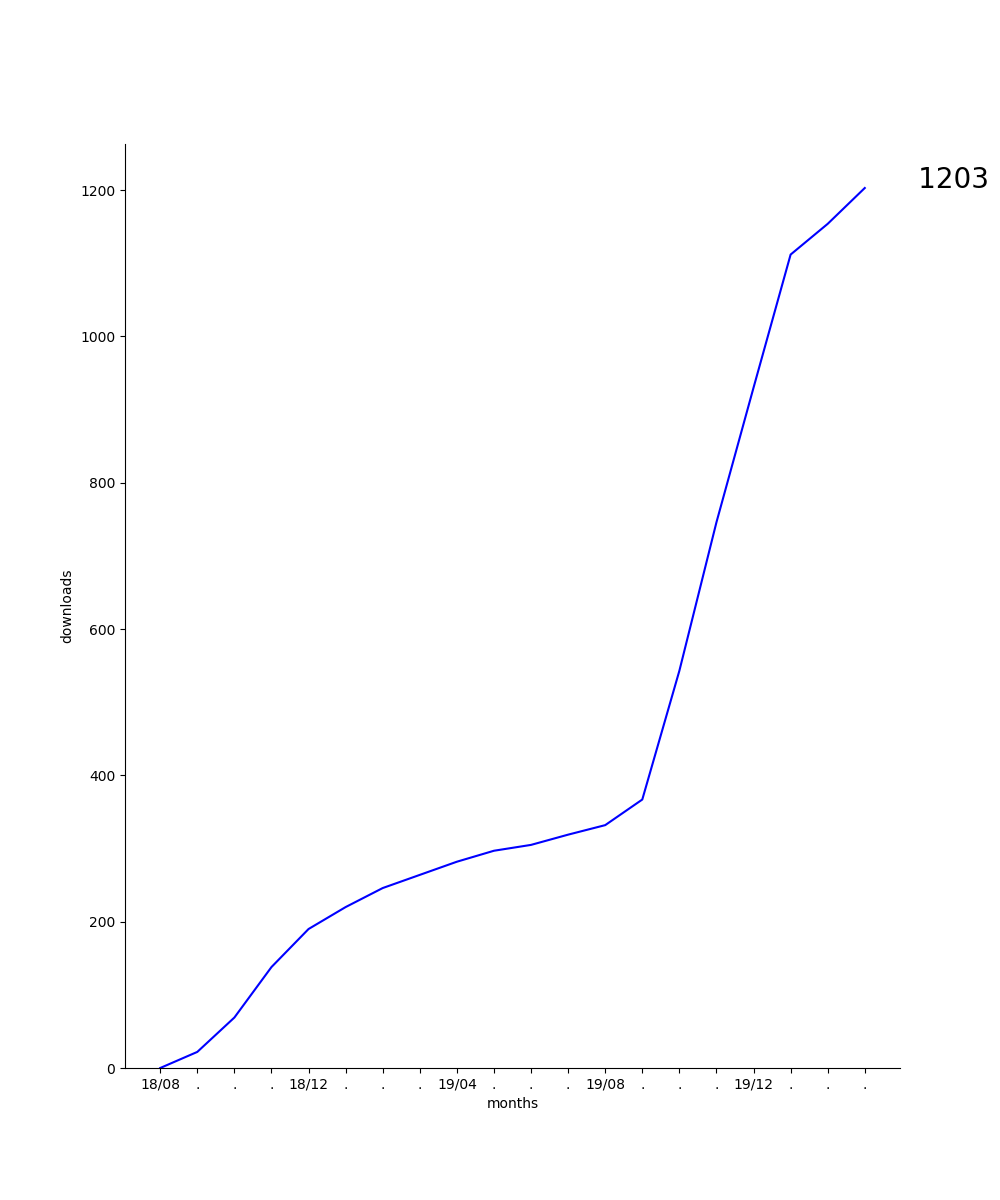 1203
1200
1000
800
downloads
600
400
200
0
18/08 . . . 18/12 . . . 19/04 . . . 19/08 . . . 19/12 . . .
months